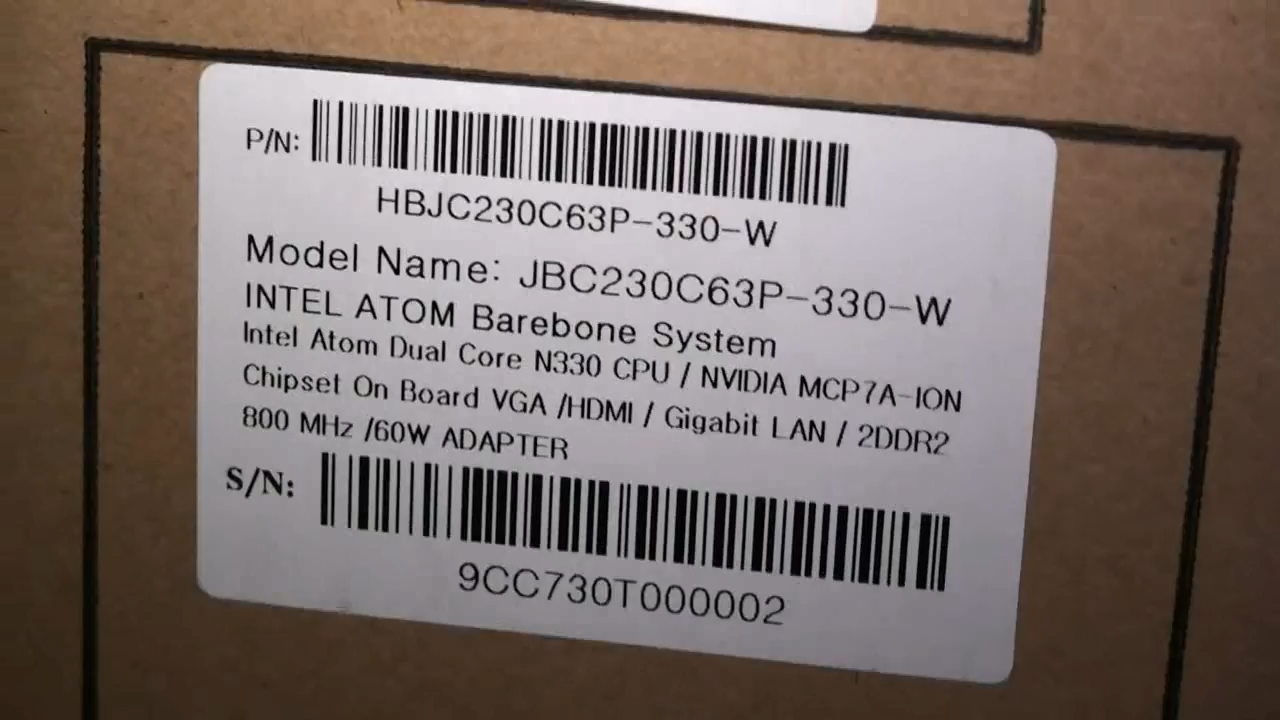 P/N:
HBJC230C63P-330-W
Model Name: JBC230C63P-330-W
INTEL ATOM Barebone System
Intel Atom Dual Core N330 CPU / NVIDIA MCP7A-ION
Chipset On Board VGA /HDMI / Gigabit LAN / 2DDR2
800 MHz /60W ADAPTER
S/N:
9CC730T000002